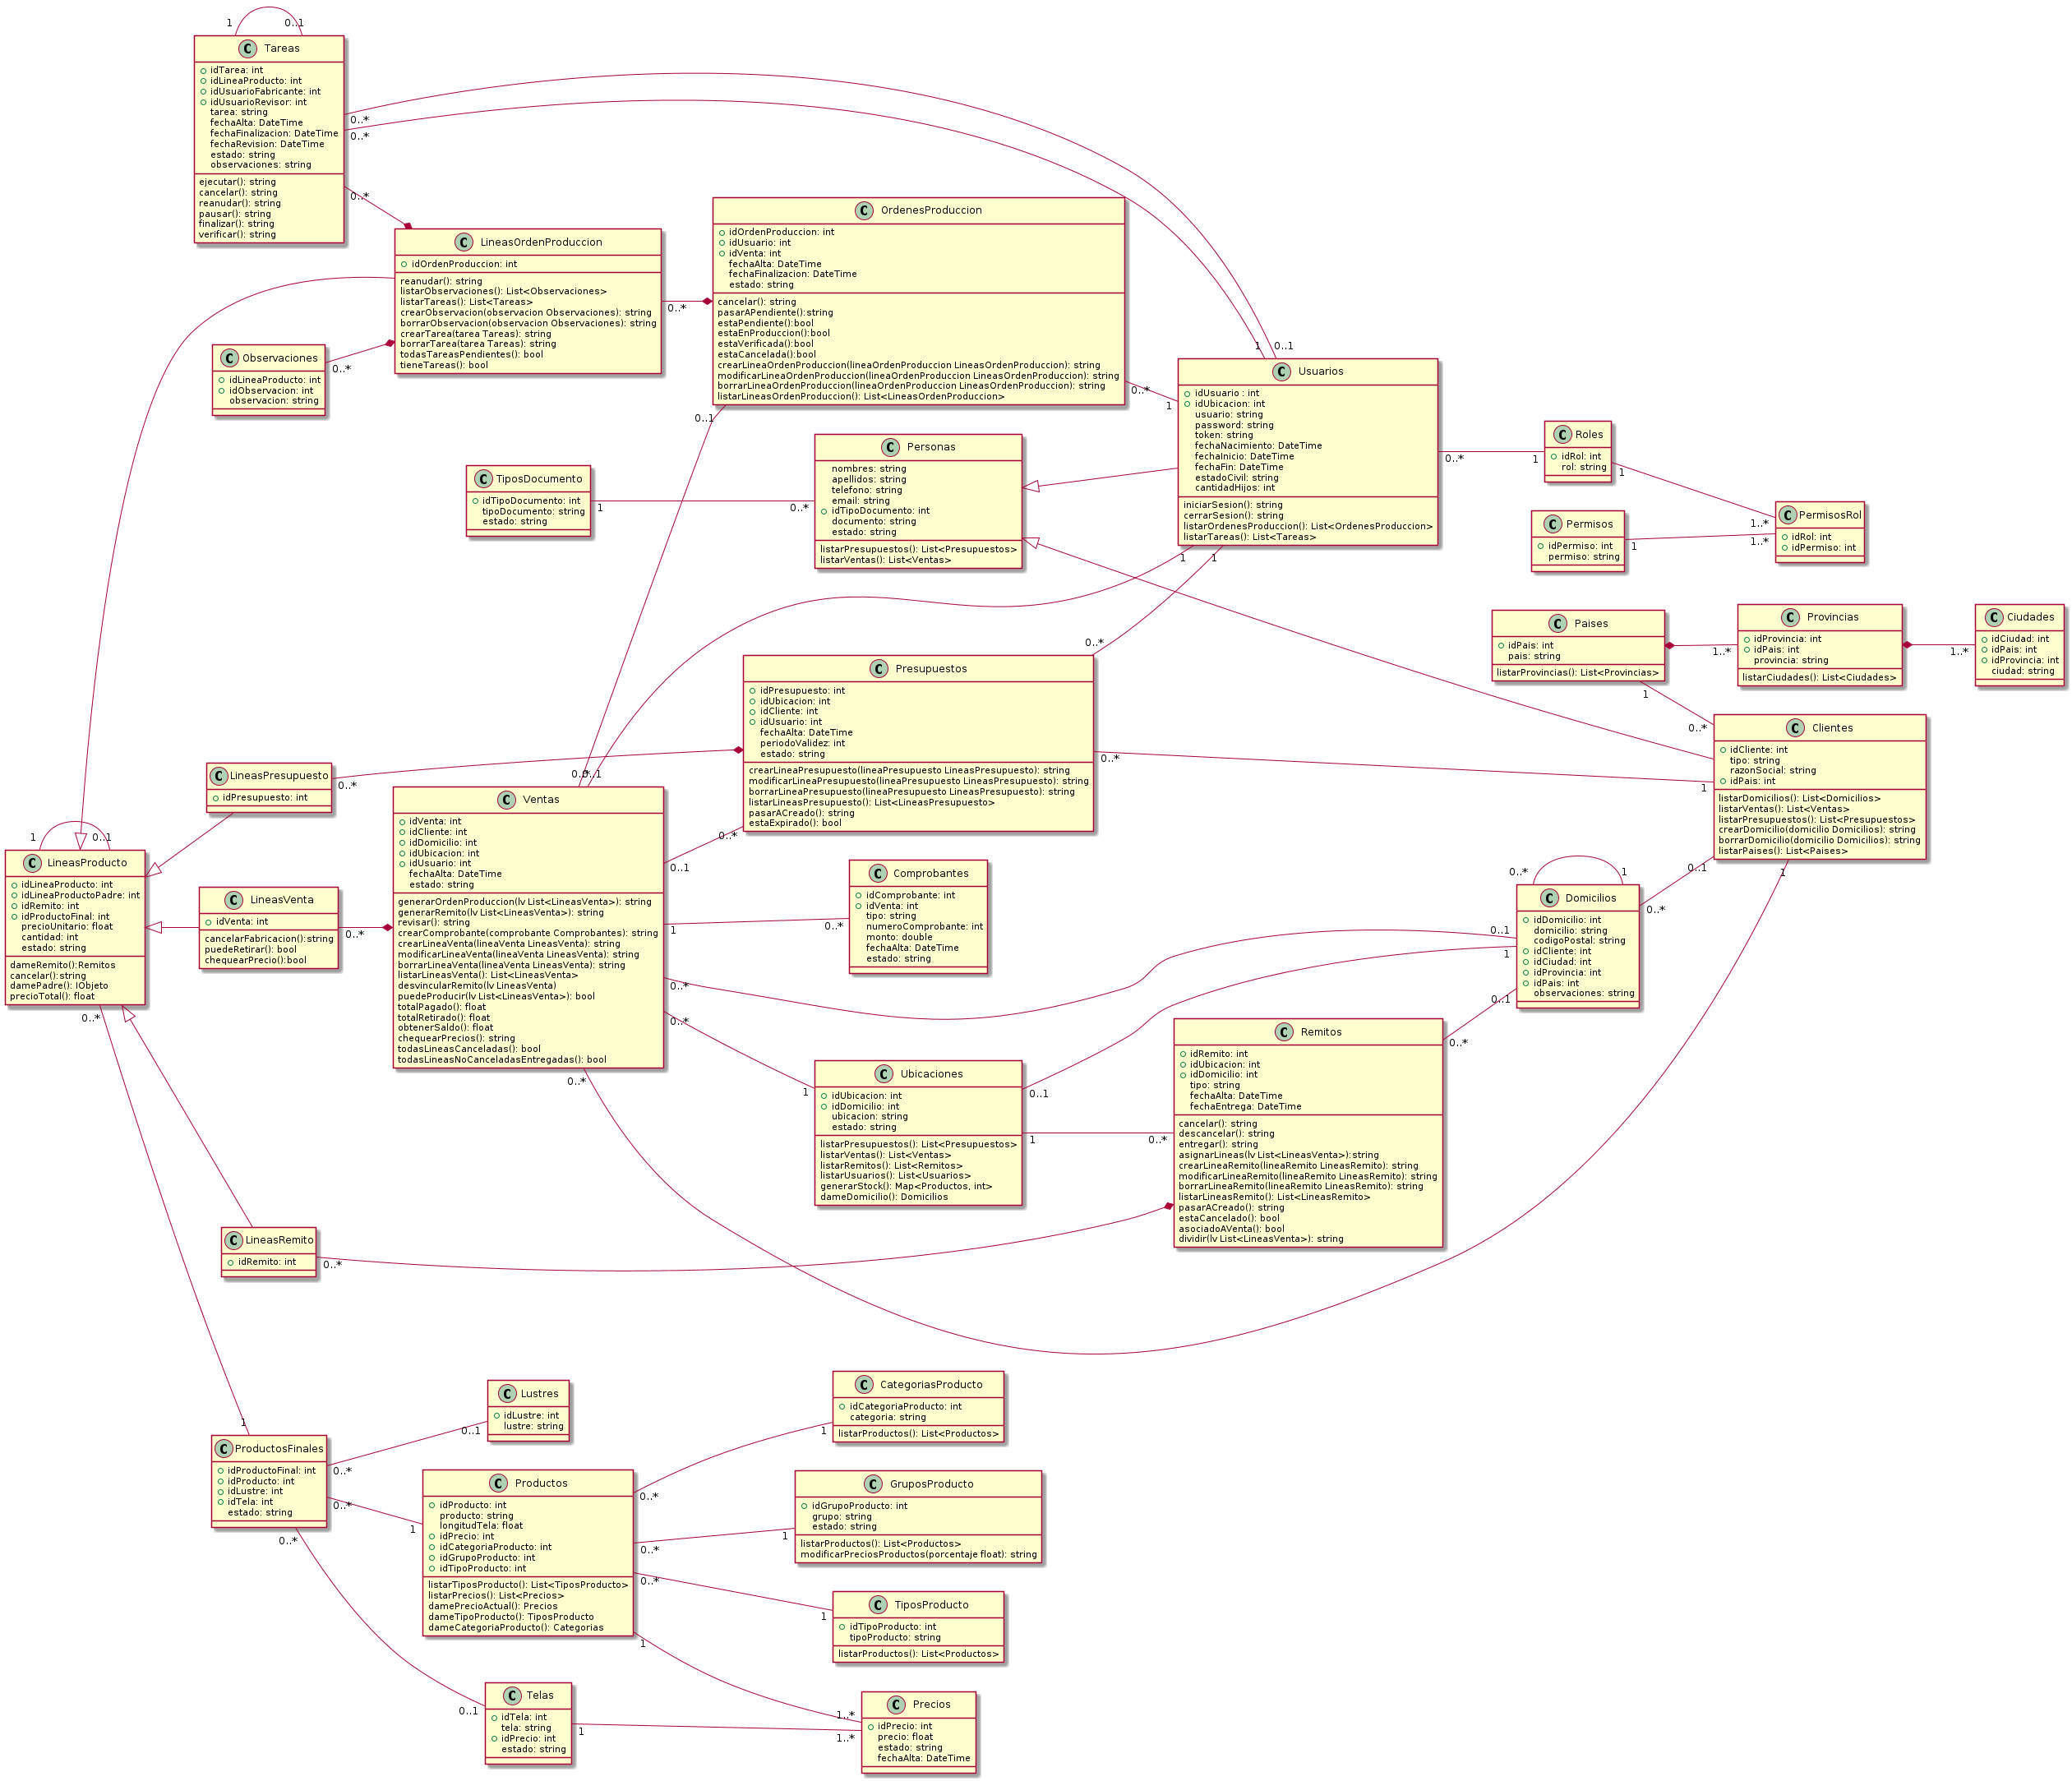 1
0..1
Tareas
idTarea: int
idLineaProducto: int
idUsuarioFabricante: int
idUsuarioRevisor: int
tarea: string
fechaAlta: DateTime
fechaFinalizacion: DateTime
fechaRevision: DateTime
estado: string
observaciones: string
ejecutar(): string
cancelar(): string
reanudar(): string
pausar(): string
finalizar(): string
verificar(): string
0..*
0..*
0..*
LineasOrdenProduccion
idOrdenProduccion: int
reanudar(): string
listarObservaciones(): List<Observaciones>
listarTareas(): List<Tareas>
crearObservacion(observacion Observaciones): string
borrarObservacion(observacion Observaciones): string
crearTarea(tarea Tareas): string
borrarTarea(tarea Tareas): string
todasTareasPendientes(): bool
tieneTareas(): bool
0..*
OrdenesProduccion
idOrdenProduccion: int
idUsuario: int
idVenta: int
fechaAlta: DateTime
fechaFinalizacion: DateTime
estado: string
cancelar(): string
pasarAPendiente():string
estaPendiente():bool
estaEnProduccion():bool
estaVerificada():bool
estaCancelada():bool
crearLineaOrdenProduccion(lineaOrdenProduccion LineasOrdenProduccion): string
modificarLineaOrdenProduccion(lineaOrdenProduccion LineasOrdenProduccion): string
borrarLineaOrdenProduccion(lineaOrdenProduccion LineasOrdenProduccion): string
listarLineasOrdenProduccion(): List<LineasOrdenProduccion>
0..1
0..*
1
1
0..1
Observaciones
idLineaProducto: int
idObservacion: int
observacion: string
0..*
Usuarios
idUsuario : int
idUbicacion: int
usuario: string
password: string
token: string
fechaNacimiento: DateTime
fechaInicio: DateTime
fechaFin: DateTime
estadoCivil: string
cantidadHijos: int
iniciarSesion(): string
cerrarSesion(): string
listarOrdenesProduccion(): List<OrdenesProduccion>
listarTareas(): List<Tareas>
0..*
1
1
1
Roles
idRol: int
rol: string
1
Permisos
idPermiso: int
permiso: string
1
1..*
1..*
PermisosRol
idRol: int
idPermiso: int
TiposDocumento
idTipoDocumento: int
tipoDocumento: string
estado: string
1
0..*
Personas
nombres: string
apellidos: string
telefono: string
email: string
idTipoDocumento: int
documento: string
estado: string
listarPresupuestos(): List<Presupuestos>
listarVentas(): List<Ventas>
Paises
idPais: int
pais: string
listarProvincias(): List<Provincias>
1
1..*
Provincias
idProvincia: int
idPais: int
provincia: string
listarCiudades(): List<Ciudades>
1..*
Ciudades
idCiudad: int
idPais: int
idProvincia: int
ciudad: string
0..*
Presupuestos
idPresupuesto: int
idUbicacion: int
idCliente: int
idUsuario: int
fechaAlta: DateTime
periodoValidez: int
estado: string
crearLineaPresupuesto(lineaPresupuesto LineasPresupuesto): string
modificarLineaPresupuesto(lineaPresupuesto LineasPresupuesto): string
borrarLineaPresupuesto(lineaPresupuesto LineasPresupuesto): string
listarLineasPresupuesto(): List<LineasPresupuesto>
pasarACreado(): string
estaExpirado(): bool
0..*
0..*
0..*
1
Clientes
idCliente: int
tipo: string
razonSocial: string
idPais: int
listarDomicilios(): List<Domicilios>
listarVentas(): List<Ventas>
listarPresupuestos(): List<Presupuestos>
crearDomicilio(domicilio Domicilios): string
borrarDomicilio(domicilio Domicilios): string
listarPaises(): List<Paises>
0..1
1
LineasPresupuesto
idPresupuesto: int
0..*
1
0..1
LineasProducto
idLineaProducto: int
idLineaProductoPadre: int
idRemito: int
idProductoFinal: int
precioUnitario: float
cantidad: int
estado: string
dameRemito():Remitos
cancelar():string
damePadre(): IObjeto
precioTotal(): float
0..*
LineasVenta
idVenta: int
cancelarFabricacion():string
puedeRetirar(): bool
chequearPrecio():bool
0..*
0..*
0..1
Ventas
idVenta: int
idCliente: int
idDomicilio: int
idUbicacion: int
idUsuario: int
fechaAlta: DateTime
estado: string
generarOrdenProduccion(lv List<LineasVenta>): string
generarRemito(lv List<LineasVenta>): string
revisar(): string
crearComprobante(comprobante Comprobantes): string
crearLineaVenta(lineaVenta LineasVenta): string
modificarLineaVenta(lineaVenta LineasVenta): string
borrarLineaVenta(lineaVenta LineasVenta): string
listarLineasVenta(): List<LineasVenta>
desvincularRemito(lv LineasVenta)
puedeProducir(lv List<LineasVenta>): bool
totalPagado(): float
totalRetirado(): float
obtenerSaldo(): float
chequearPrecios(): string
todasLineasCanceladas(): bool
todasLineasNoCanceladasEntregadas(): bool
0..1
1
0..*
0..*
0..*
Comprobantes
idComprobante: int
idVenta: int
tipo: string
numeroComprobante: int
monto: double
fechaAlta: DateTime
estado: string
0..*
0..*
1
Domicilios
idDomicilio: int
domicilio: string
codigoPostal: string
idCliente: int
idCiudad: int
idProvincia: int
idPais: int
observaciones: string
0..1
1
0..1
0..*
Ubicaciones
idUbicacion: int
idDomicilio: int
ubicacion: string
estado: string
listarPresupuestos(): List<Presupuestos>
listarVentas(): List<Ventas>
listarRemitos(): List<Remitos>
listarUsuarios(): List<Usuarios>
generarStock(): Map<Productos, int>
dameDomicilio(): Domicilios
1
0..1
1
0..*
Remitos
idRemito: int
idUbicacion: int
idDomicilio: int
tipo: string
fechaAlta: DateTime
fechaEntrega: DateTime
cancelar(): string
descancelar(): string
entregar(): string
asignarLineas(lv List<LineasVenta>):string
crearLineaRemito(lineaRemito LineasRemito): string
modificarLineaRemito(lineaRemito LineasRemito): string
borrarLineaRemito(lineaRemito LineasRemito): string
listarLineasRemito(): List<LineasRemito>
pasarACreado(): string
estaCancelado(): bool
asociadoAVenta(): bool
dividir(lv List<LineasVenta>): string
0..*
LineasRemito
idRemito: int
0..*
1
ProductosFinales
idProductoFinal: int
idProducto: int
idLustre: int
idTela: int
estado: string
0..*
0..*
0..*
Lustres
idLustre: int
lustre: string
0..1
1
Productos
idProducto: int
producto: string
longitudTela: float
idPrecio: int
idCategoriaProducto: int
idGrupoProducto: int
idTipoProducto: int
listarTiposProducto(): List<TiposProducto>
listarPrecios(): List<Precios>
damePrecioActual(): Precios
dameTipoProducto(): TiposProducto
dameCategoriaProducto(): Categorias
0..*
0..*
0..*
1
CategoriasProducto
idCategoriaProducto: int
categoria: string
listarProductos(): List<Productos>
1
GruposProducto
idGrupoProducto: int
grupo: string
estado: string
listarProductos(): List<Productos>
modificarPreciosProductos(porcentaje float): string
1
TiposProducto
idTipoProducto: int
tipoProducto: string
listarProductos(): List<Productos>
1
Telas
idTela: int
tela: string
idPrecio: int
estado: string
0..1
1
1..*
1..*
Precios
idPrecio: int
precio: float
estado: string
fechaAlta: DateTime